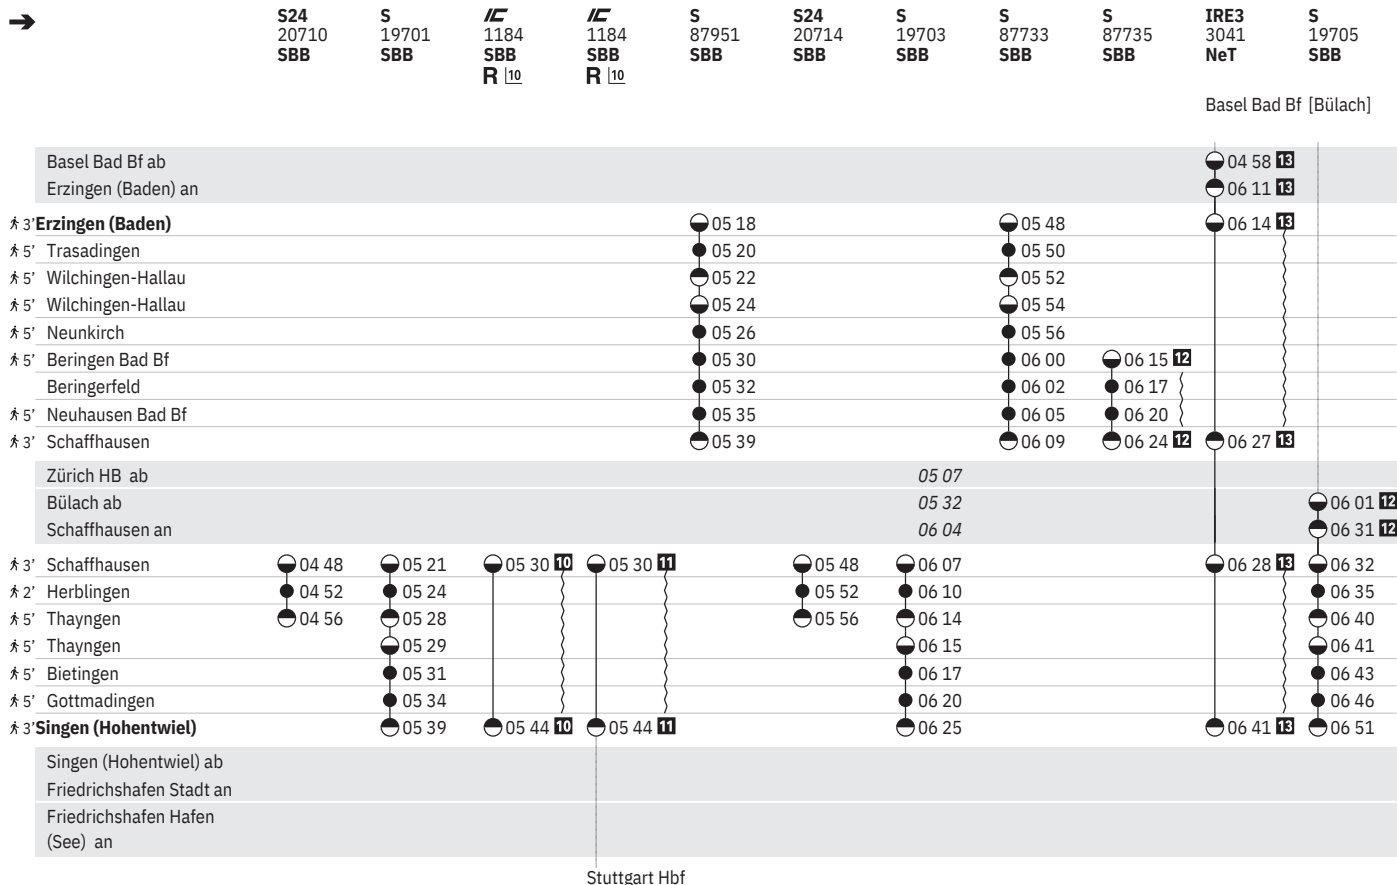 ➔ S24 S IC IC S S24 S S S IRE3 S
20710 19701 1184 1184 87951 20714 19703 87733 87735 3041 19705
SBB SBB SBB SBB SBB SBB SBB SBB SBB NeT SBB
R 10 R 10
Basel Bad Bf [Bülach]
Basel Bad Bf ab 04 58 13
Erzingen (Baden) an 06 11 13
3' Erzingen (Baden) 05 18 05 48 06 14 13
5' Trasadingen 05 20 05 50
5' Wilchingen-Hallau 05 22 05 52
5' Wilchingen-Hallau 05 24 05 54
5' Neunkirch 05 26 05 56
5' Beringen Bad Bf 05 30 06 00 06 15 12
Beringerfeld 05 32 06 02 06 17
5' Neuhausen Bad Bf 05 35 06 05 06 20
3' Schaffhausen 05 39 06 09 06 24 12 06 27 13
Zürich HB ab 05 07
Bülach ab 05 32 06 01 12
Schaffhausen an 06 04 06 31 12
3' Schaffhausen 04 48 05 21 05 30 10 05 30 11 05 48 06 07 06 28 13 06 32
2' Herblingen 04 52 05 24 05 52 06 10 06 35
5' Thayngen 04 56 05 28 05 56 06 14 06 40
5' Thayngen 05 29 06 15 06 41
5' Bietingen 05 31 06 17 06 43
5' Gottmadingen 05 34 06 20 06 46
3' Singen (Hohentwiel) 05 39 05 44 10 05 44 11 06 25 06 41 13 06 51
Singen (Hohentwiel) ab
Friedrichshafen Stadt an
Friedrichshafen Hafen
(See) an
Stuttgart Hbf